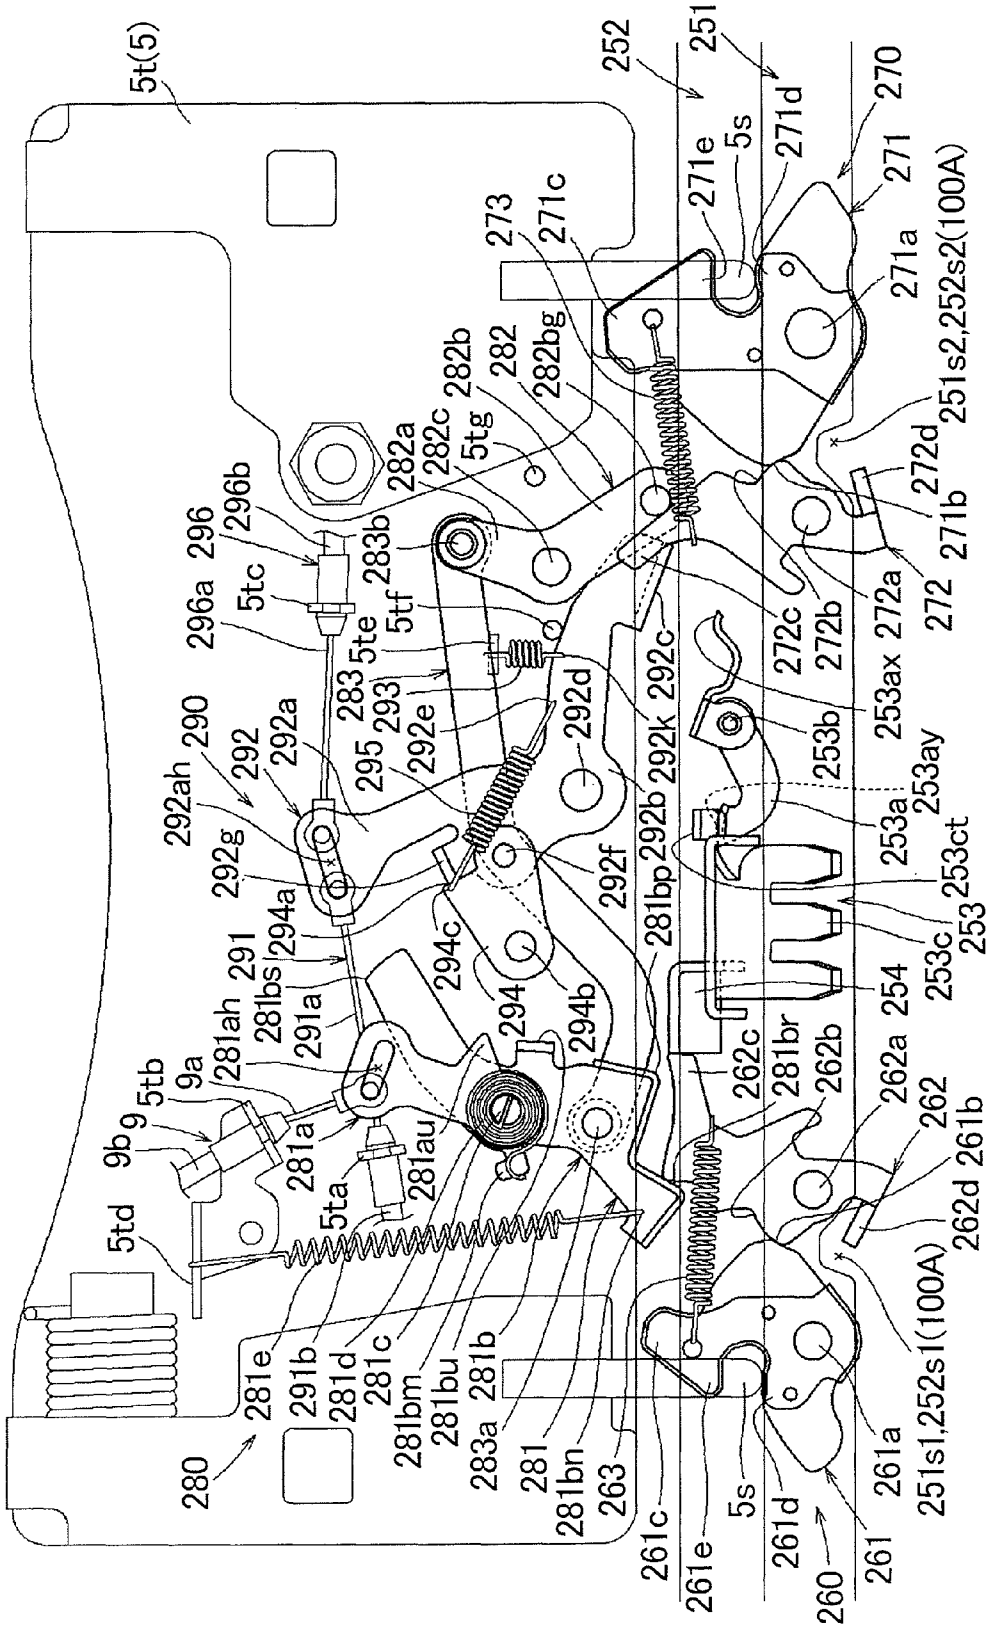 5t(5)
252
251
271d
5s
271e
270
271
271c
273
271a
251s2,252s2(100A)
282bg
282
282b
5tg
282c
282a
272d
271b
296b
296
5tc
296a
283b
5tf
5te
283
293
292e
295
292c
272c
272b
272a
272
290
292
292a
292ah
292g
294a
291
281bs
291a
281ah
294c
294
294b
292f
292d
292k
292b
281bp
253ax
253b
253ay
253a
253ct
253
253c
254
9a
5tb
9
9b
281a
5ta
281au
5td
262c
281br
262b
262a
262
261b
262d
251s1,252s1(100A)
280
281e
291b
281d
281c
281bm
281bu
281b
283a
281
281bn
263
261c
261e
5s
261d
261a
261
260